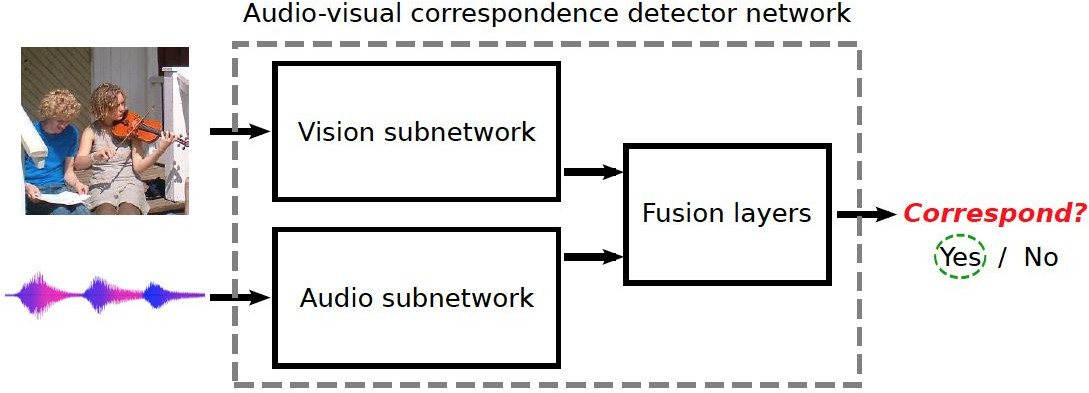 Audio-visual correspondence detector network
Vision subnetwork
Fusion layers
Correspond?
Yes / No
Audio subnetwork